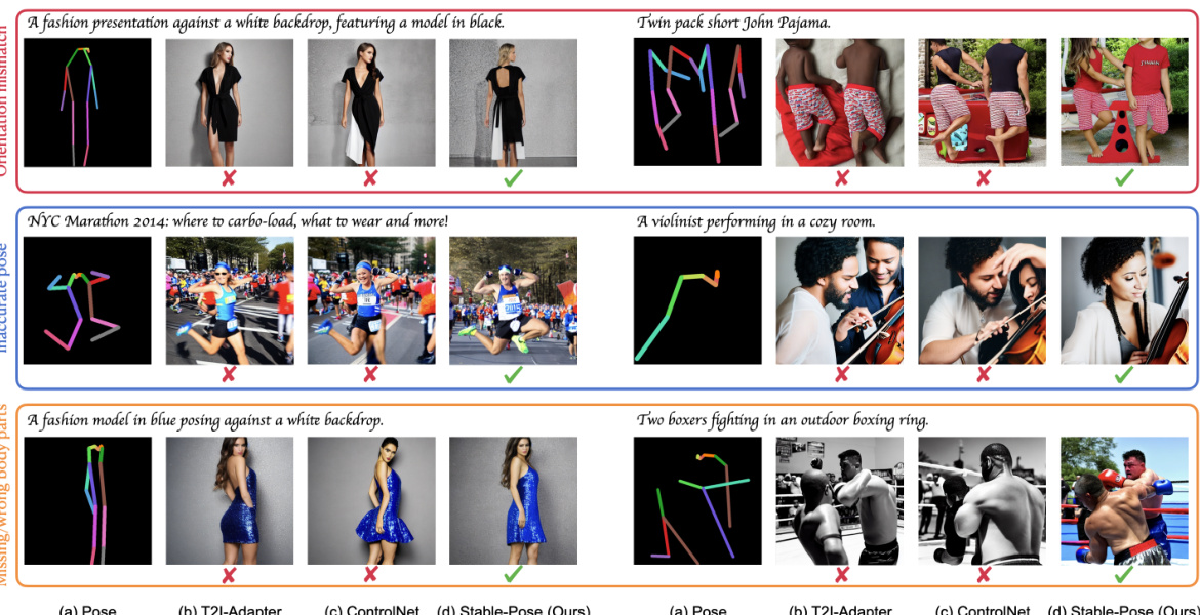 Orientation mismatch
A fashion presentation against a white backdrop, featuring a model in black.
Twin pack short John Pajama.
Inaccurate pose
NYC Marathon 2014: where to carbo-load, what to wear and more!
A violinist performing in a cozy room.
Missing wrong body parts
A fashion model in blue posing against a white backdrop.
Two boxers fighting in an outdoor boxing ring.
(a) Pose (b) T2I-Adapter (c) ControlNet (d) Stable-Pose (Ours) (a) Pose (b) T2I-Adapter (c) ControlNet (d) Stable-Pose (Ours)